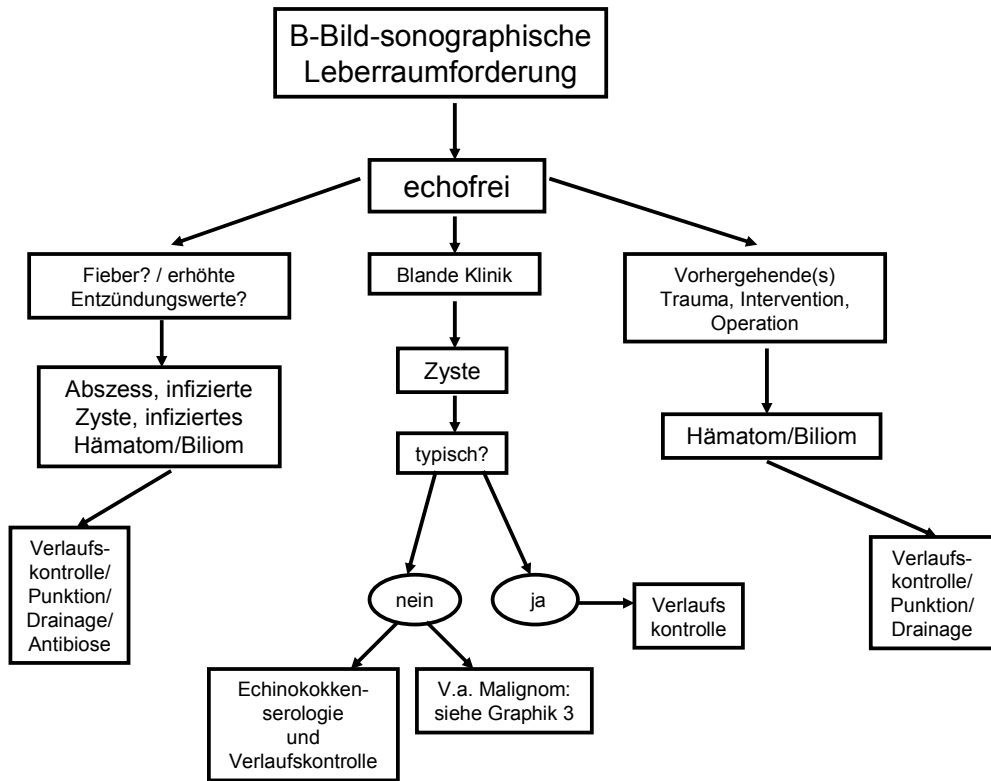 B-Bild-sonographische
Leberraumforderung
echofrei
Fieber? / erhöhte
Entzündungswerte?
Blande Klinik
Vorhergehende(s)
Trauma, Intervention,
Operation
Abszess, infizierte
Zyste, infiziertes
Hämatom/Biliom
Zyste
Hämatom/Biliom
typisch?
Verlaufs-
kontrolle/
Punktion/
Drainage/
Antibiose
nein
ja
Verlaufs
kontrolle
Verlaufs-
kontrolle/
Punktion/
Drainage
Echinokokken-
serologie
und
Verlaufskontrolle
V.a. Malignom:
siehe Graphik 3